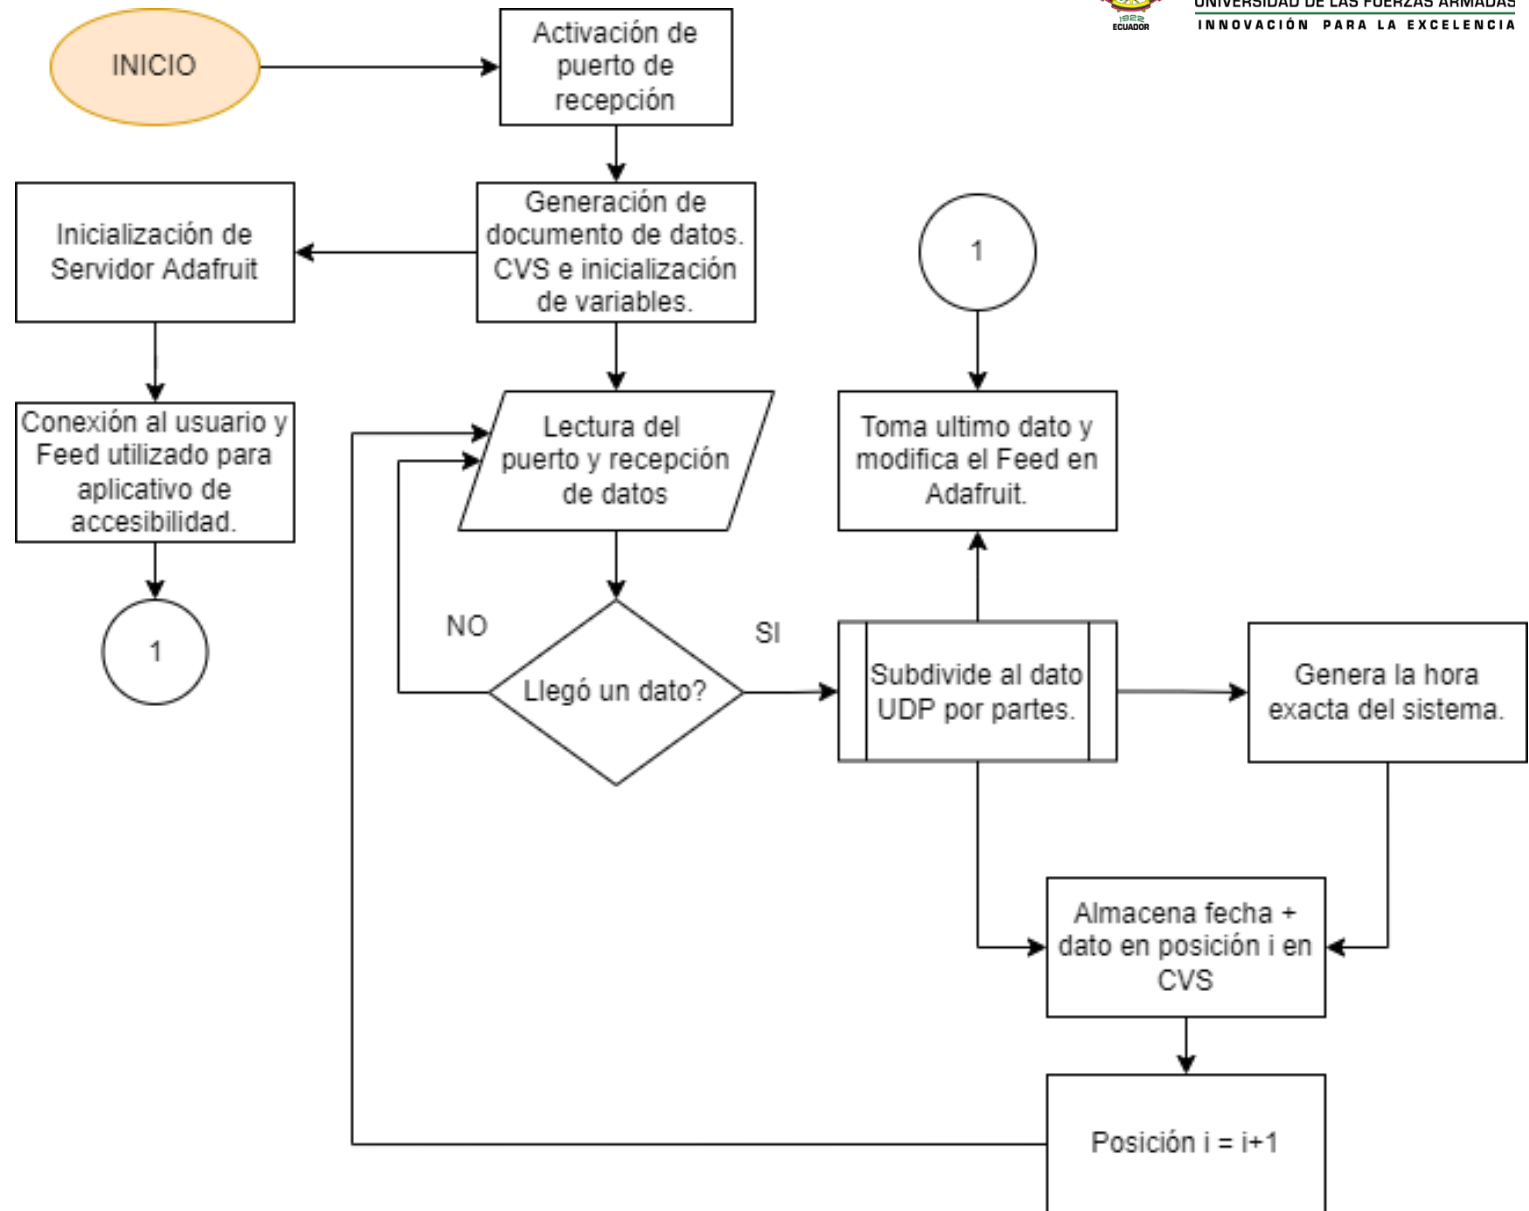 UNIVERSIDAD DE LAS FUERZAS ARMADAS
INNOVACIÓN PARA LA EXCELENCIA
1922
ECUADOR
INICIO
Activación de
puerto de
recepción
Inicialización de
Servidor Adafruit
Generación de
documento de datos.
CVS e inicialización
de variables.
1
Conexión al usuario y
Feed utilizado para
aplicativo de
accesibilidad.
Lectura del
puerto y recepción
de datos
Toma ultimo dato y
modifica el Feed en
Adafruit.
1
NO
SI
Llegó un dato?
Subdivide al dato
UDP por partes.
Genera la hora
exacta del sistema.
Almacena fecha +
dato en posición i en
CVS
Posición i = i+1